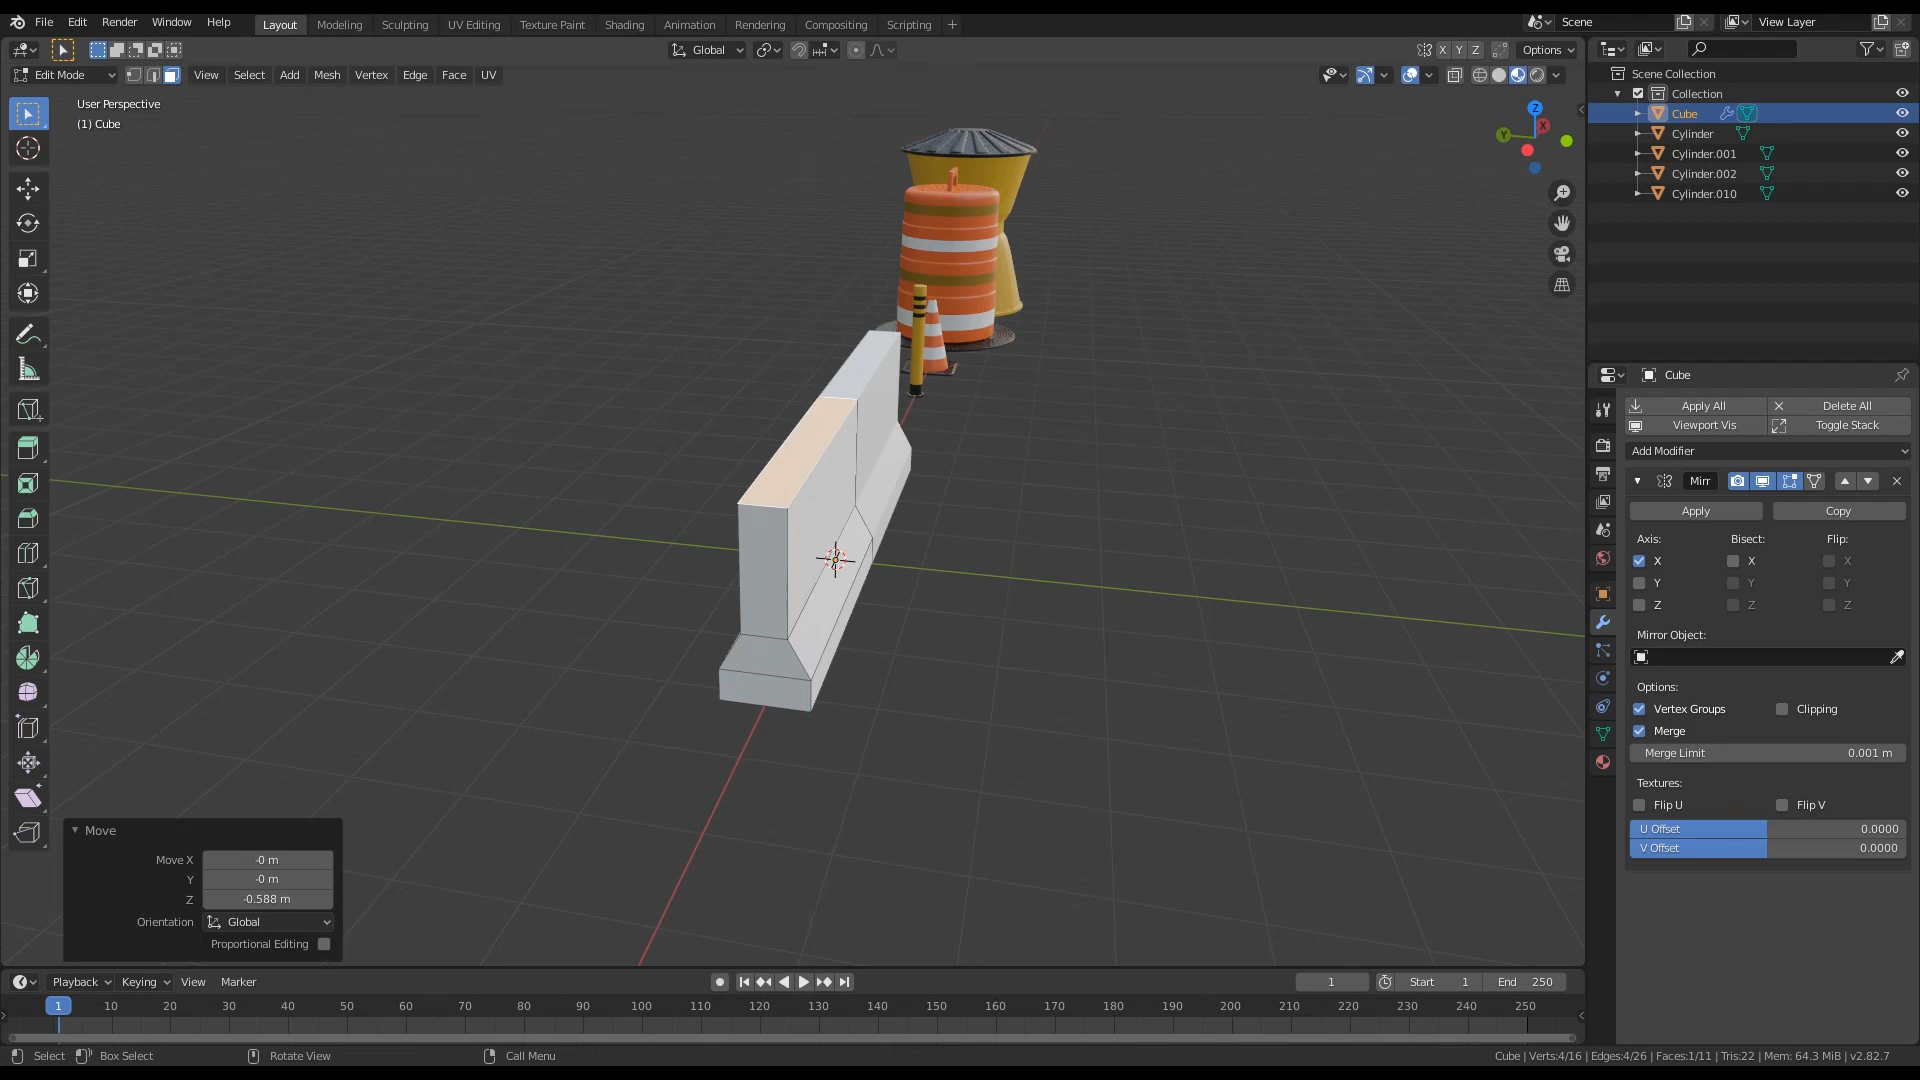 File Edit Render Window Help
Layout Modeling Sculpting UV Editing Texture Paint Shading Animation Rendering Compositing Scripting +
Scene
View Layer
Global
X Y Z
Options
Edit Mode
View Select Add Mesh Vertex Edge Face UV
User Perspective
(1) Cube
Z
X
Y
Scene Collection
Collection
Cube
Cylinder
Cylinder.001
Cylinder.002
Cylinder.010
Cube
Apply All
Delete All
Viewport Vis
Toggle Stack
Add Modifier
Mirr
Apply
Copy
Axis: Bisect: Flip:
X X X
Y Y Y
Z Z Z
Mirror Object:
Options:
Vertex Groups
Clipping
Merge
Merge Limit 0.001 m
Textures:
Flip U
Flip V
U Offset 0.0000
V Offset 0.0000
Move
Move X -0 m
Y -0 m
Z -0.588 m
Orientation Global
Proportional Editing
Playback Keying View Marker
1
Start 1
End 250
1 10 20 30 40 50 60 70 80 90 100 110 120 130 140 150 160 170 180 190 200 210 220 230 240 250
Select
Box Select
Rotate View
Call Menu
Cube | Verts:4/16 | Edges:4/26 | Faces:1/11 | Tris:22 | Mem: 64.3 MiB | v2.82.7